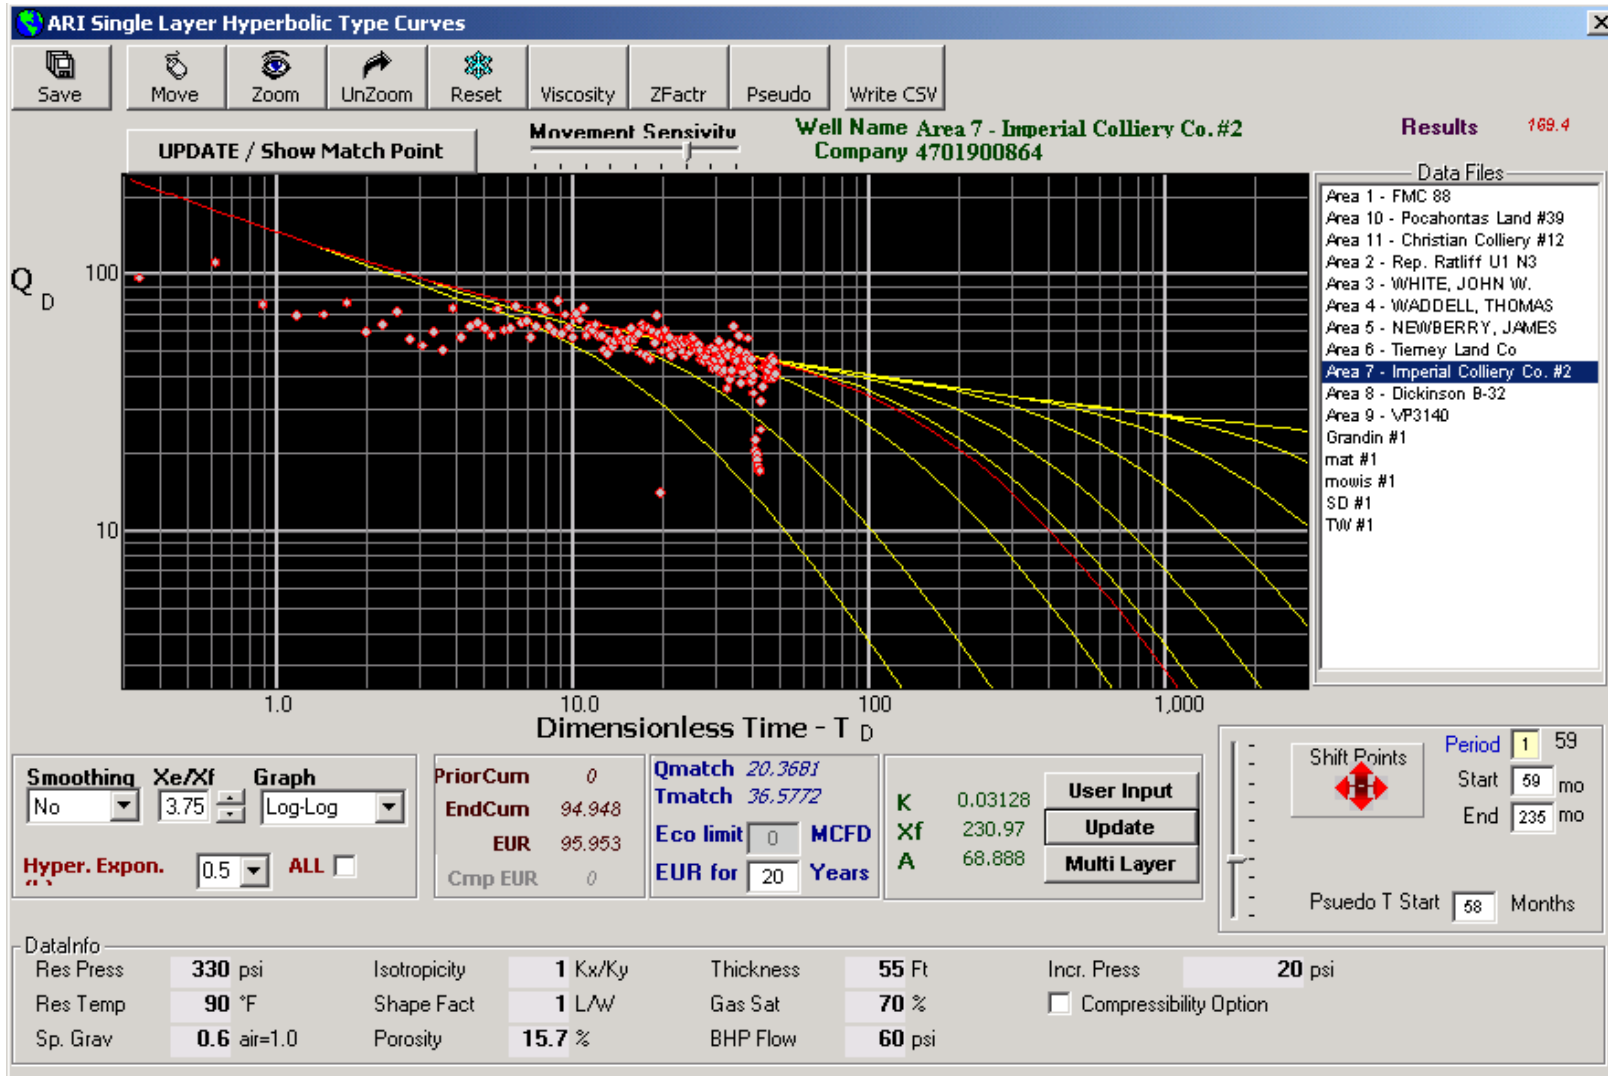 ARI Single Layer Hyperbolic Type Curves
Save Move Zoom UnZoom Reset Viscosity ZFactr Pseudo Write CSV
UPDATE / Show Match Point
Movement Sensivity
Well Name Area 7 - Imperial Colliery Co. #2
Company 4701900864
Results 169.4
Data Files
Area 1 - FMC 88
Area 10 - Pocahontas Land #39
Area 11 - Christian Colliery #12
Area 2 - Rep. Ratliff U1 N3
Area 3 - WHITE, JOHN W.
Area 4 - WADDELL, THOMAS
Area 5 - NEWBERRY, JAMES
Area 6 - Tierney Land Co
Area 7 - Imperial Colliery Co. #2
Area 8 - Dickinson B-32
Area 9 - VP3140
Grandin #1
mat #1
mowis #1
SD #1
TW #1
Q D
100
10
1.0 10.0 100 1,000
Dimensionless Time - T D
Smoothing Xe/Xf Graph
No 3.75 Log-Log
Hyper. Expon. 0.5 ALL
PriorCum 0
EndCum 94.948
EUR 95.953
Cmp EUR 0
Qmatch 20.3681
Tmatch 36.5772
Eco limit 0 MCFD
EUR for 20 Years
K 0.03128
Xf 230.97
A 68.888
User Input
Update
Multi Layer
Shift Points
Period 1 59
Start 59 mo
End 235 mo
Psuedo T Start 58 Months
DataInfo
Res Press 330 psi Isotropicity 1 Kx/Ky Thickness 55 Ft Incr. Press 20 psi
Res Temp 90 °F Shape Fact 1 L/W Gas Sat 70 % Compressibility Option
Sp. Grav 0.6 air=1.0 Porosity 15.7 % BHP Flow 60 psi